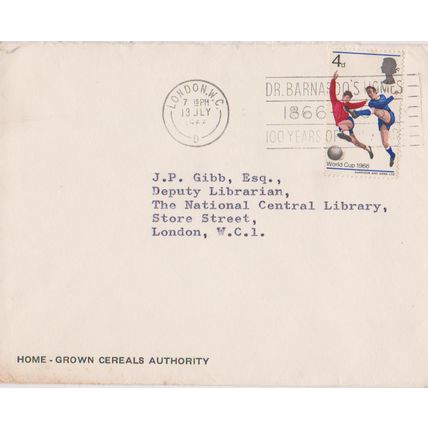 4d
LONDON.W.C.
7 PM
13 JLY
D
DR. BARNARDO'S HOMES
1866
100 YEARS OF
World Cup 1966
J.P. Gibb, Esq.,
Deputy Librarian,
The National Central Library,
Store Street,
London, W.C.1.
HOME-GROWN CEREALS AUTHORITY